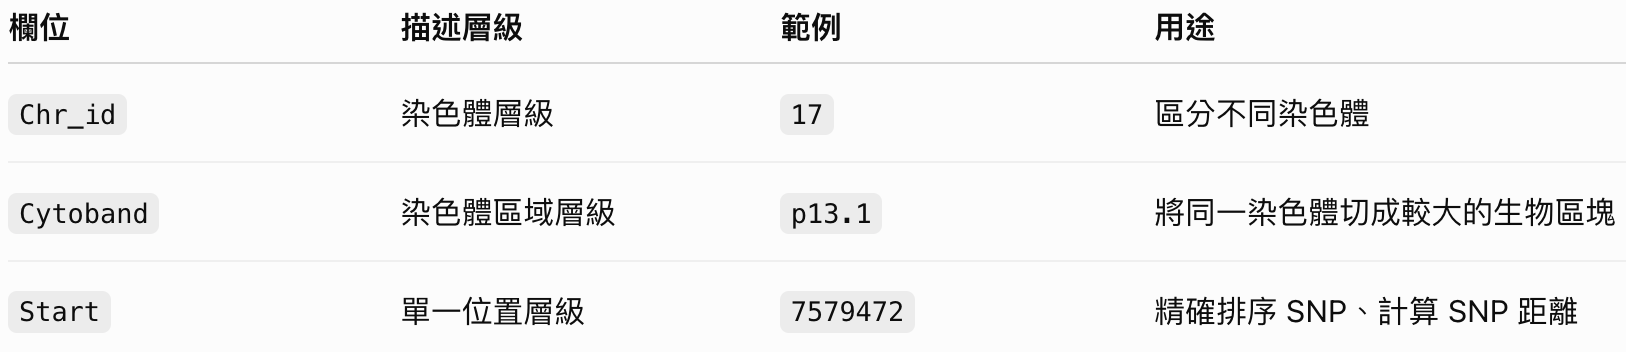 欄位 描述層級 範例 用途
Chr_id 染色體層級 17 區分不同染色體
Cytoband 染色體區域層級 p13.1 將同一染色體切成較大的生物區塊
Start 單一位置層級 7579472 精確排序 SNP、計算 SNP 距離